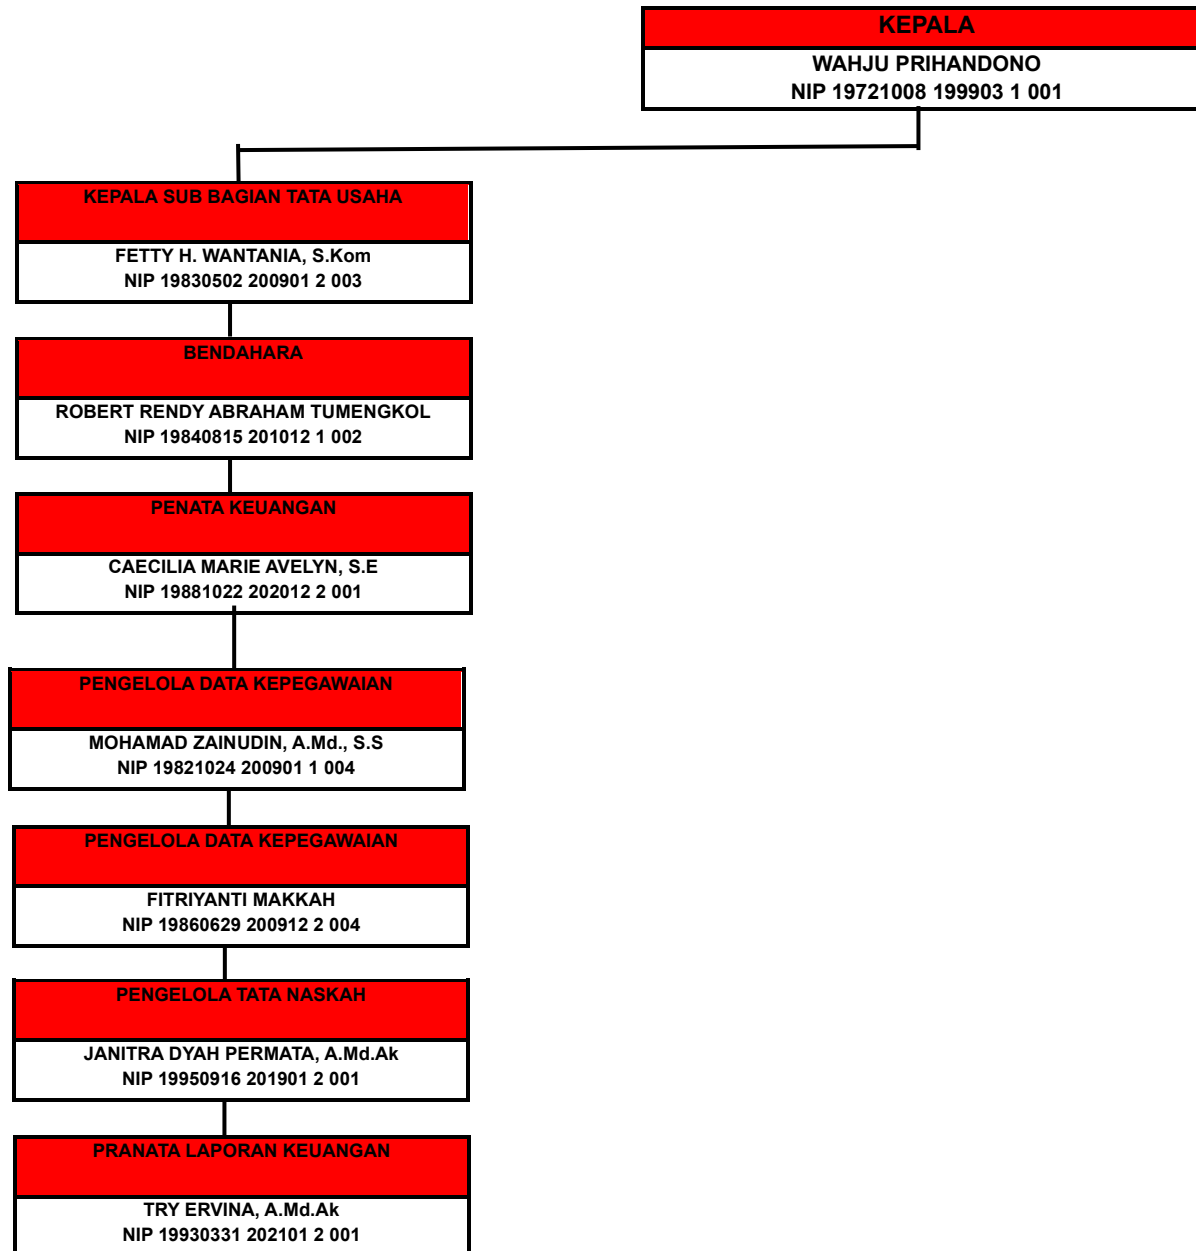 KEPALA
WAHJU PRIHANDONO
NIP 19721008 199903 1 001
KEPALA SUB BAGIAN TATA USAHA
FETTY H. WANTANIA, S.Kom
NIP 19830502 200901 2 003
BENDAHARA
ROBERT RENDY ABRAHAM TUMENGKOL
NIP 19840815 201012 1 002
PENATA KEUANGAN
CAECILIA MARIE AVELYN, S.E
NIP 19881022 202012 2 001
PENGELOLA DATA KEPEGAWAIAN
MOHAMAD ZAINUDIN, A.Md., S.S
NIP 19821024 200901 1 004
PENGELOLA DATA KEPEGAWAIAN
FITRIYANTI MAKKAH
NIP 19860629 200912 2 004
PENGELOLA TATA NASKAH
JANITRA DYAH PERMATA, A.Md.Ak
NIP 19950916 201901 2 001
PRANATA LAPORAN KEUANGAN
TRY ERVINA, A.Md.Ak
NIP 19930331 202101 2 001